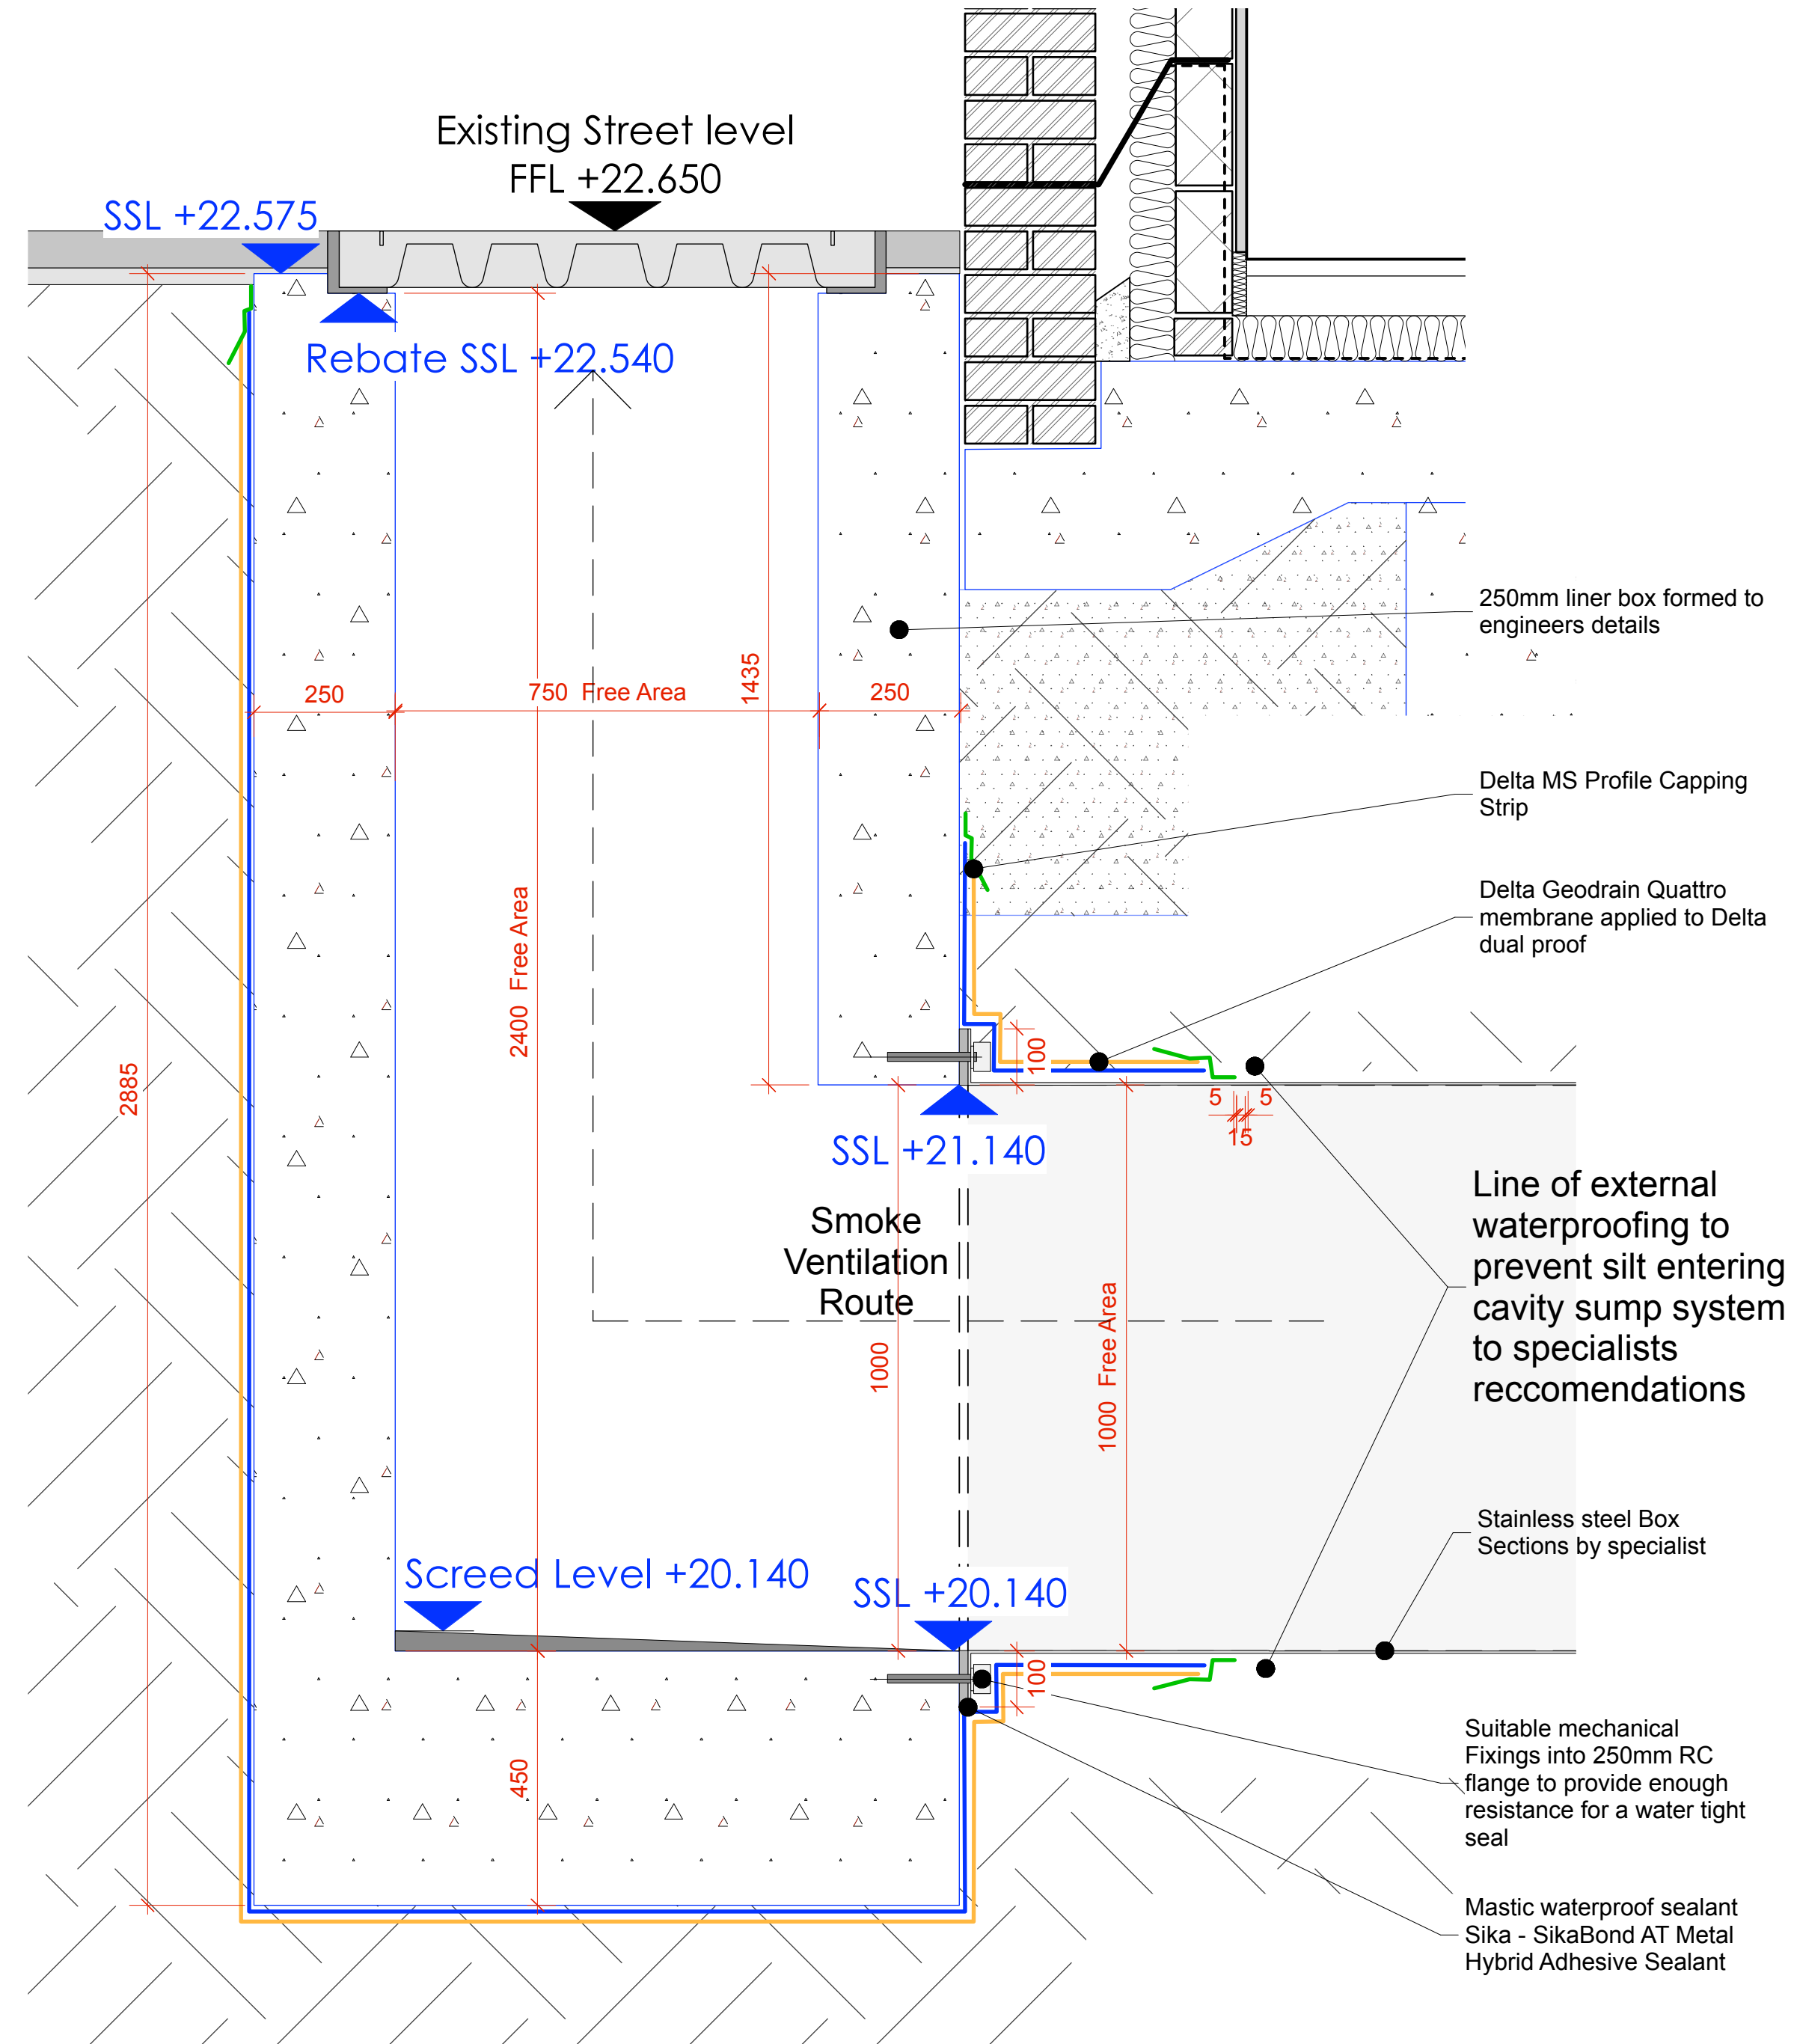 Existing Street level
FFL +22.650
SSL +22.575
Rebate SSL +22.540
250mm liner box formed to
engineers details
250
750 Free Area
1435
250
Delta MS Profile Capping
Strip
Delta Geodrain Quattro
membrane applied to Delta
dual proof
2400 Free Area
2885
100
5
5
15
SSL +21.140
Line of external
waterproofing to
prevent silt entering
cavity sump system
to specialists
reccomendations
Smoke
Ventilation
Route
1000
1000 Free Area
Stainless steel Box
Sections by specialist
Screed Level +20.140
SSL +20.140
100
450
Suitable mechanical
Fixings into 250mm RC
flange to provide enough
resistance for a water tight
seal
Mastic waterproof sealant
Sika - SikaBond AT Metal
Hybrid Adhesive Sealant